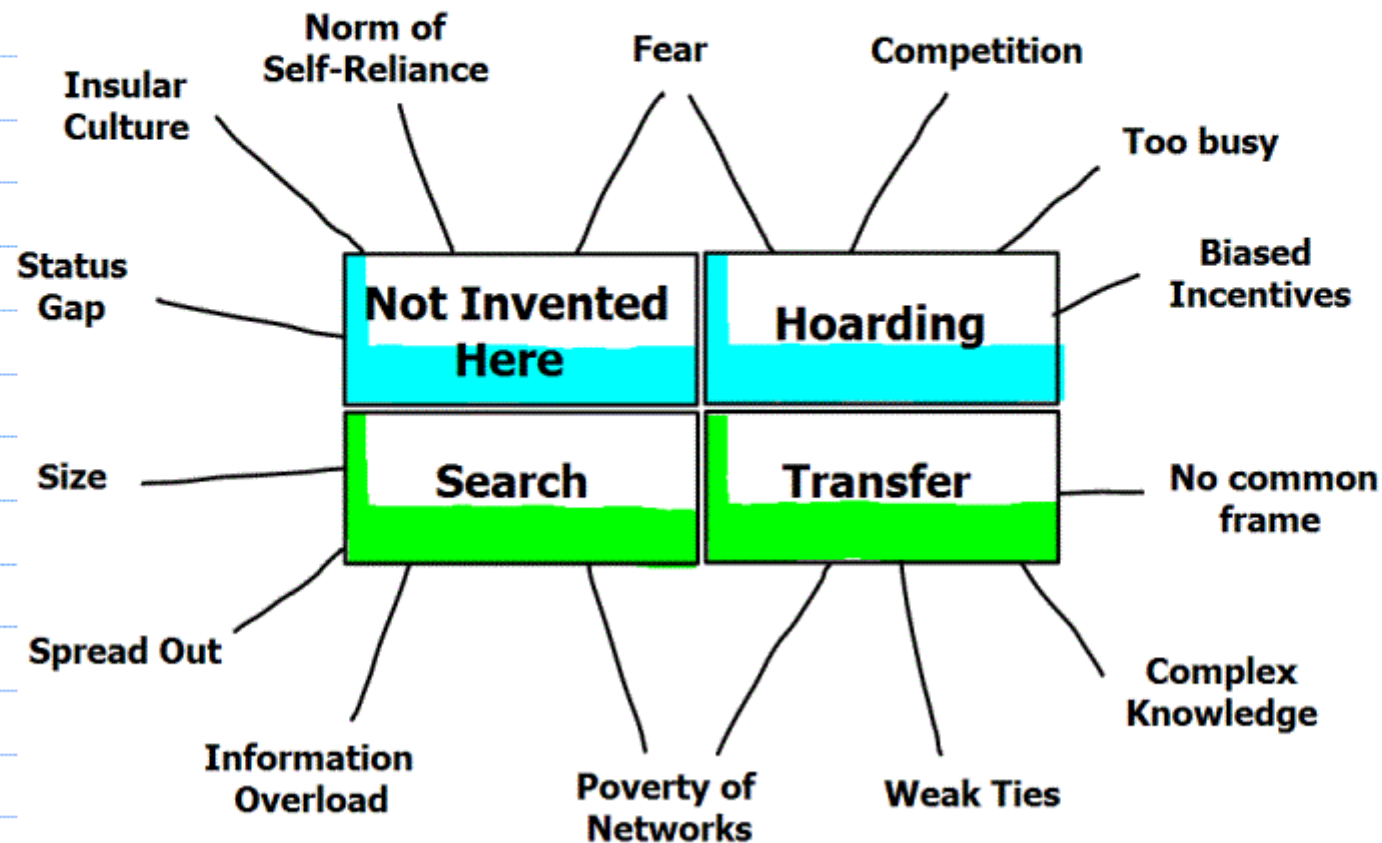 Norm of
Self-Reliance
Fear
Competition
Insular
Culture
Too busy
Status
Gap
Not Invented
Here
Hoarding
Biased
Incentives
Size
Search
Transfer
No common
frame
Spread Out
Complex
Knowledge
Information
Overload
Poverty of
Networks
Weak Ties